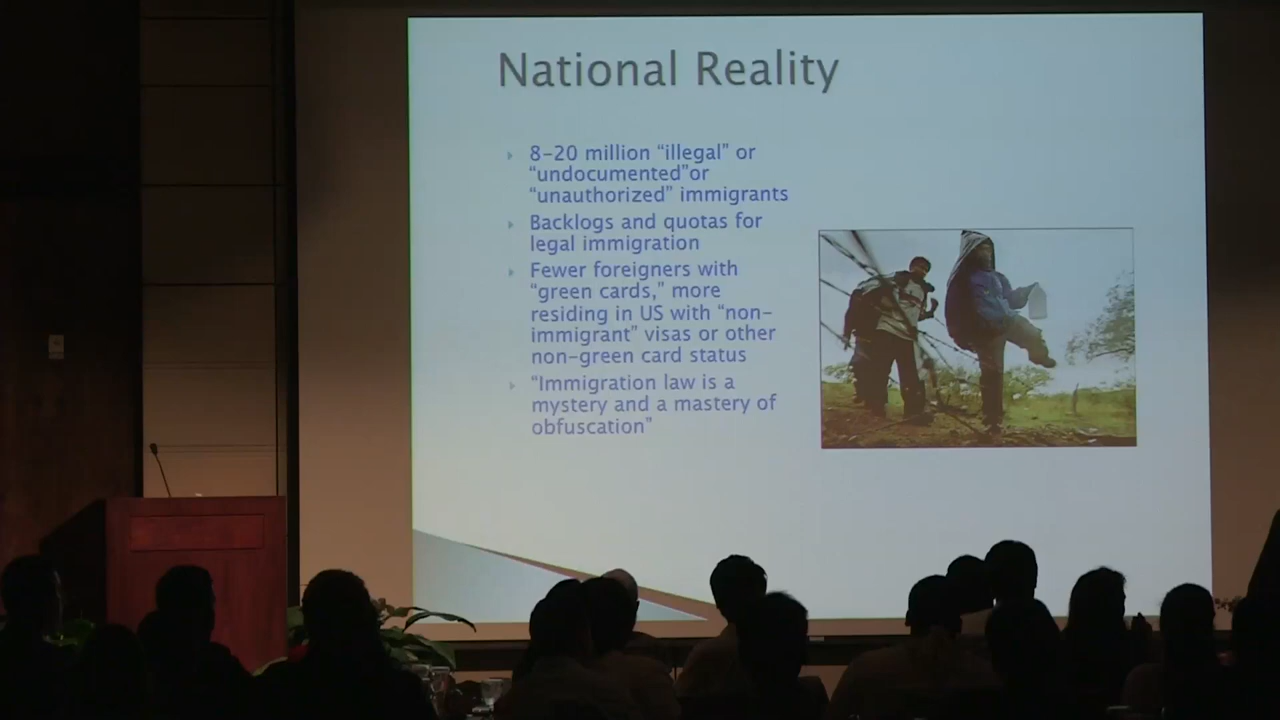 National Reality
8-20 million “illegal” or
“undocumented”or
“unauthorized” immigrants
Backlogs and quotas for
legal immigration
Fewer foreigners with
“green cards,” more
residing in US with “non-
immigrant” visas or other
non-green card status
“Immigration law is a
mystery and a mastery of
obfuscation”